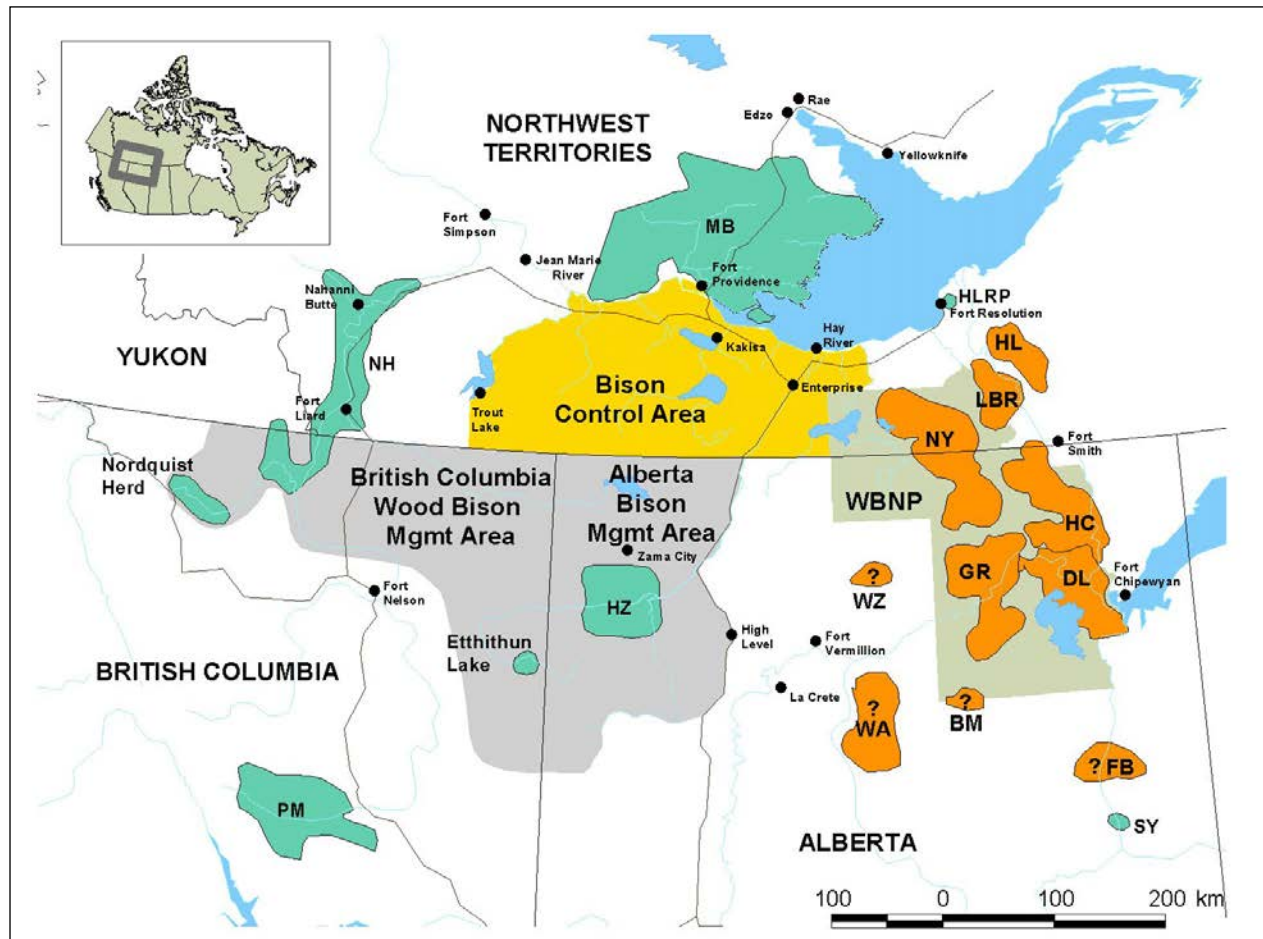 Rae
Edzo
NORTHWEST
TERRITORIES
Yellowknife
Fort
Simpson
MB
Jean Marie
River
Fort
Providence
Nahanni
Butte
HLRP
Fort Resolution
Hay
River
Kakisa
HL
YUKON
NH
Bison
Control Area
Enterprise
Trout
Lake
LBR
Fort
Liard
NY
Fort
Smith
Nordquist
Herd
British Columbia
Wood Bison
Mgmt Area
Alberta
Bison
Mgmt Area
WBNP
HC
Zama City
GR
DL
Fort
Chipewyan
?
WZ
Fort
Nelson
HZ
High
Level
Fort
Vermillion
Etthithun
Lake
BRITISH COLUMBIA
La Crete
?
WA
?
BM
? FB
PM
SY
ALBERTA
100 0 100 200 km